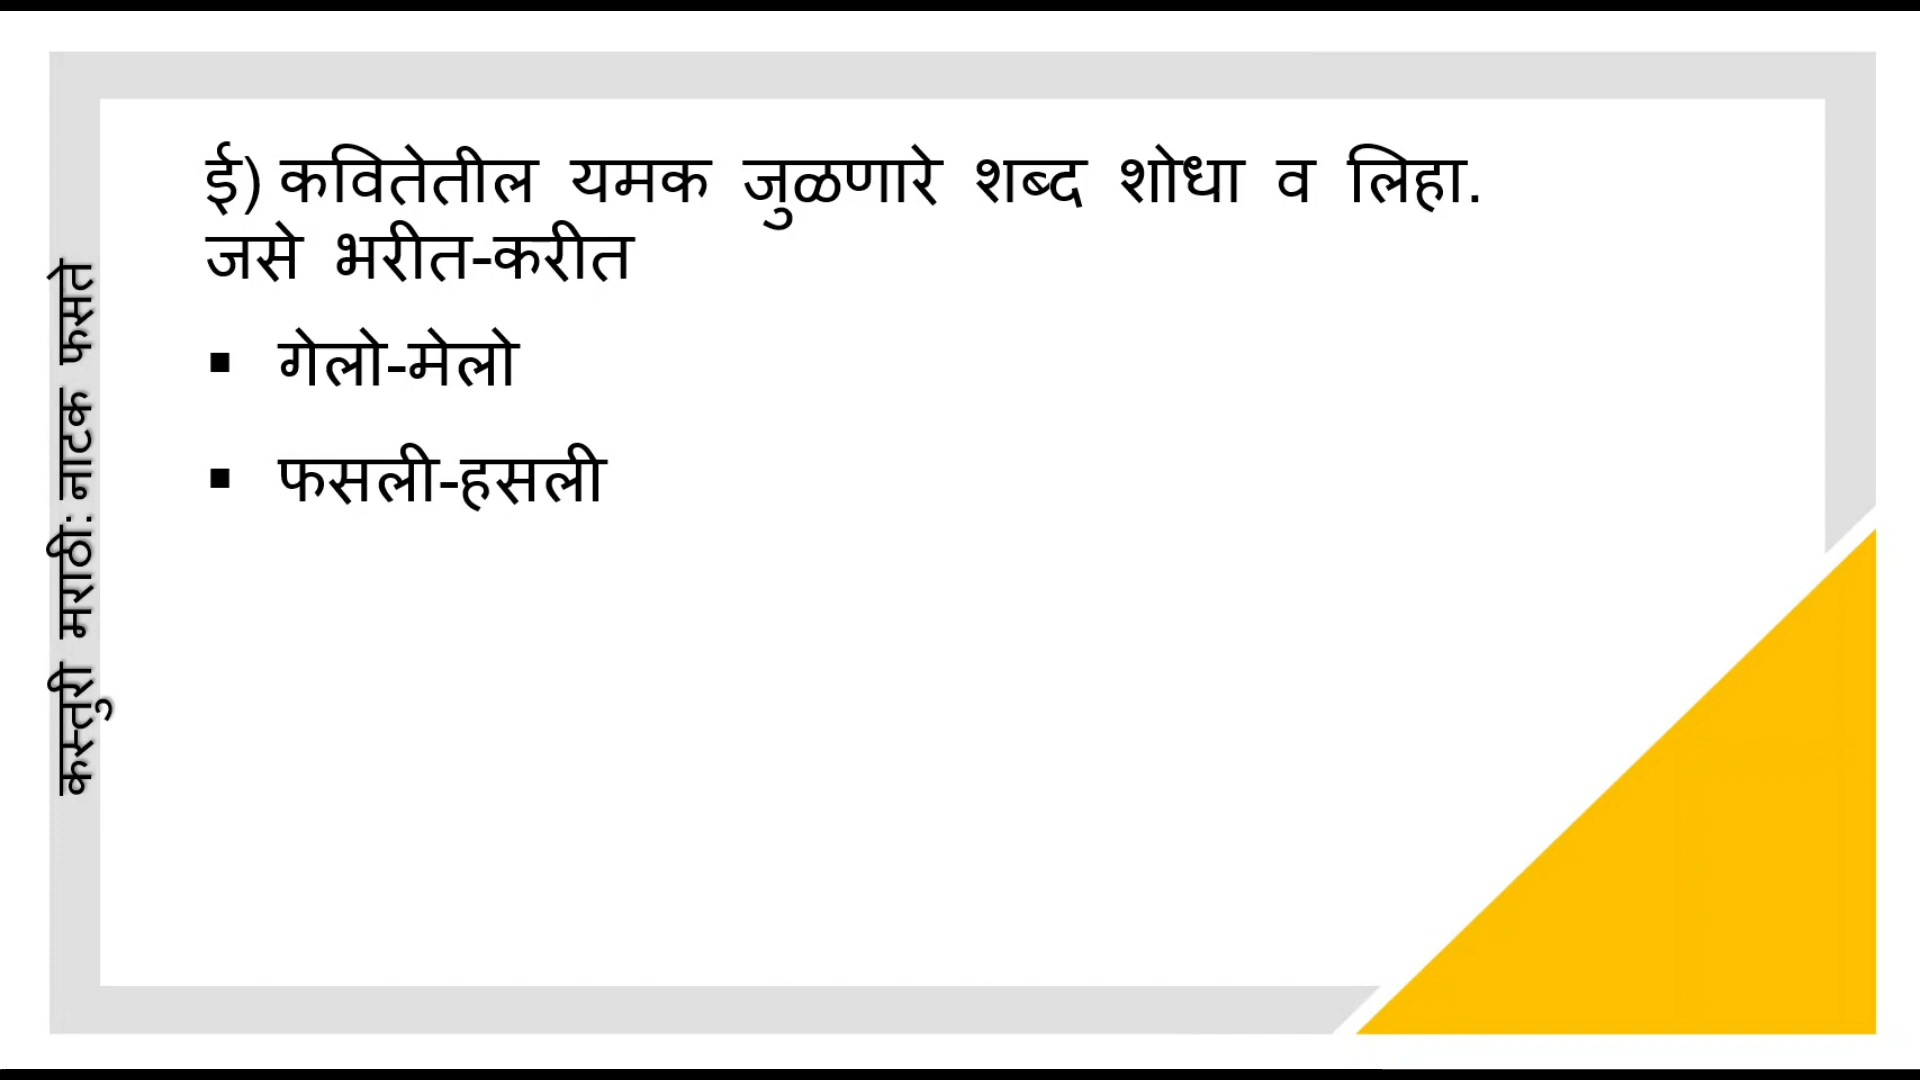 ई) कवितेतील यमक जुळणारे शब्द शोधा व लिहा.
जसे भरीत-करीत
▪ गेलो-मेलो
▪ फसली-हसली
कस्तुरी मराठी: नाटक फसते